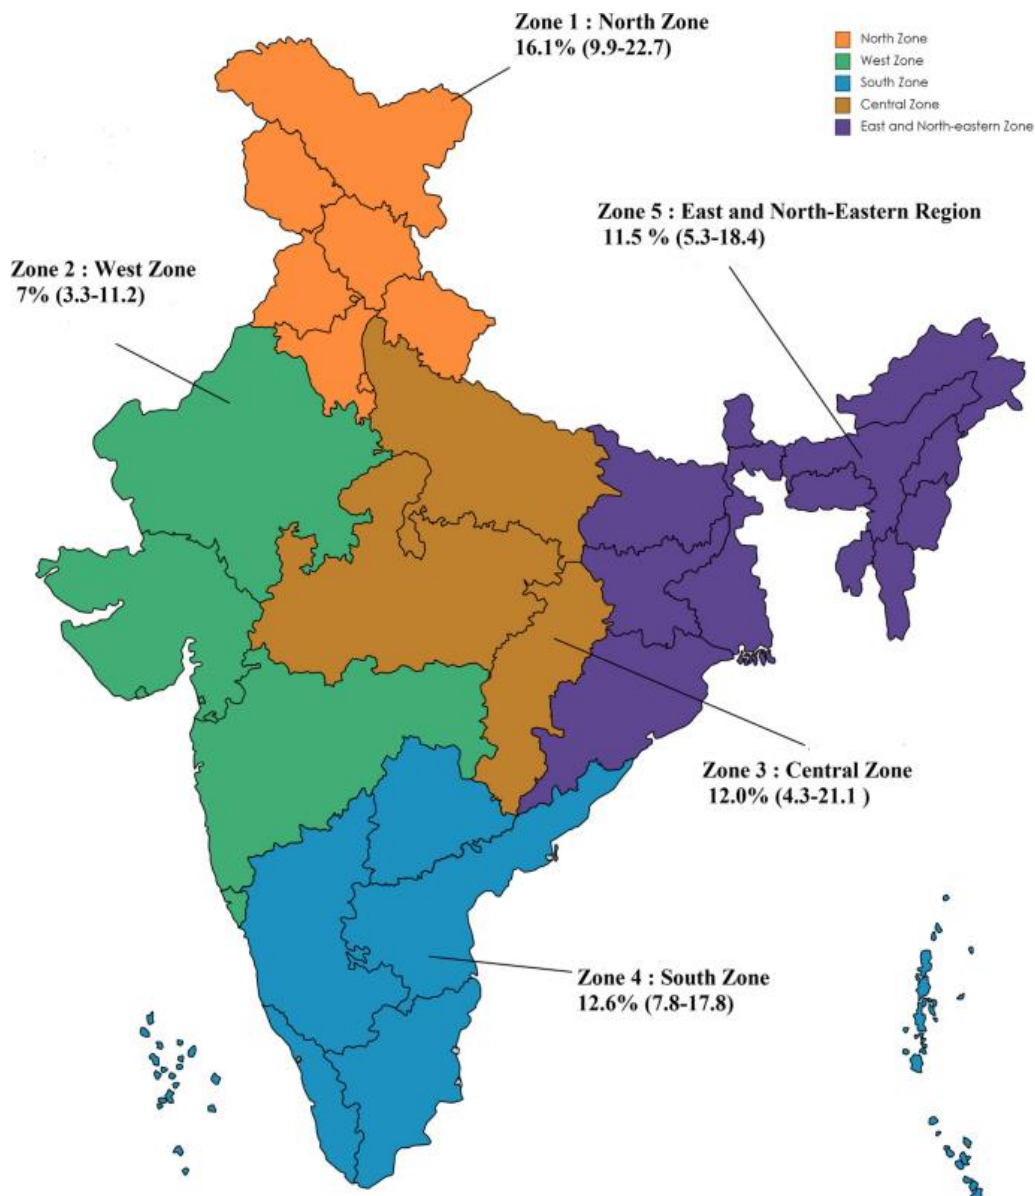 Zone 1 : North Zone
16.1% (9.9-22.7)
North Zone
West Zone
South Zone
Central Zone
East and North-eastern Zone
Zone 5 : East and North-Eastern Region
11.5 % (5.3-18.4)
Zone 2 : West Zone
7% (3.3-11.2)
Zone 3 : Central Zone
12.0% (4.3-21.1 )
Zone 4 : South Zone
12.6% (7.8-17.8)